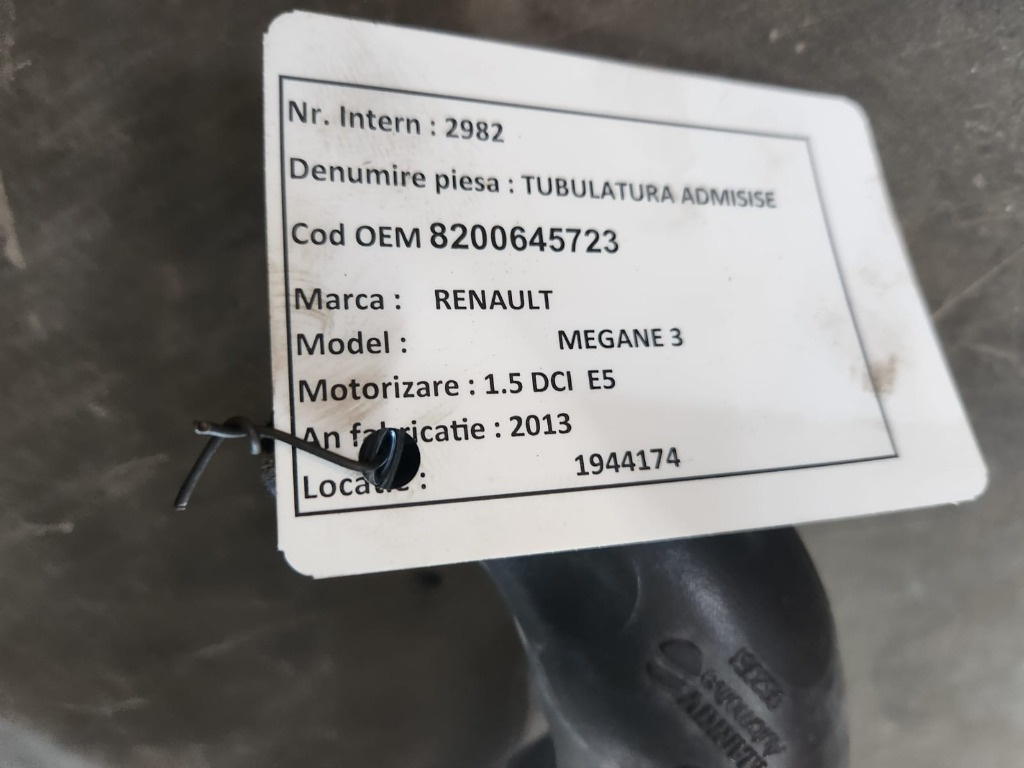 Nr. Intern : 2982
Denumire piesa : TUBULATURA ADMISISE
Cod OEM 8200645723
Marca : RENAULT
Model : MEGANE 3
Motorizare : 1.5 DCI E5
An fabricatie : 2013
Locatie : 1944174